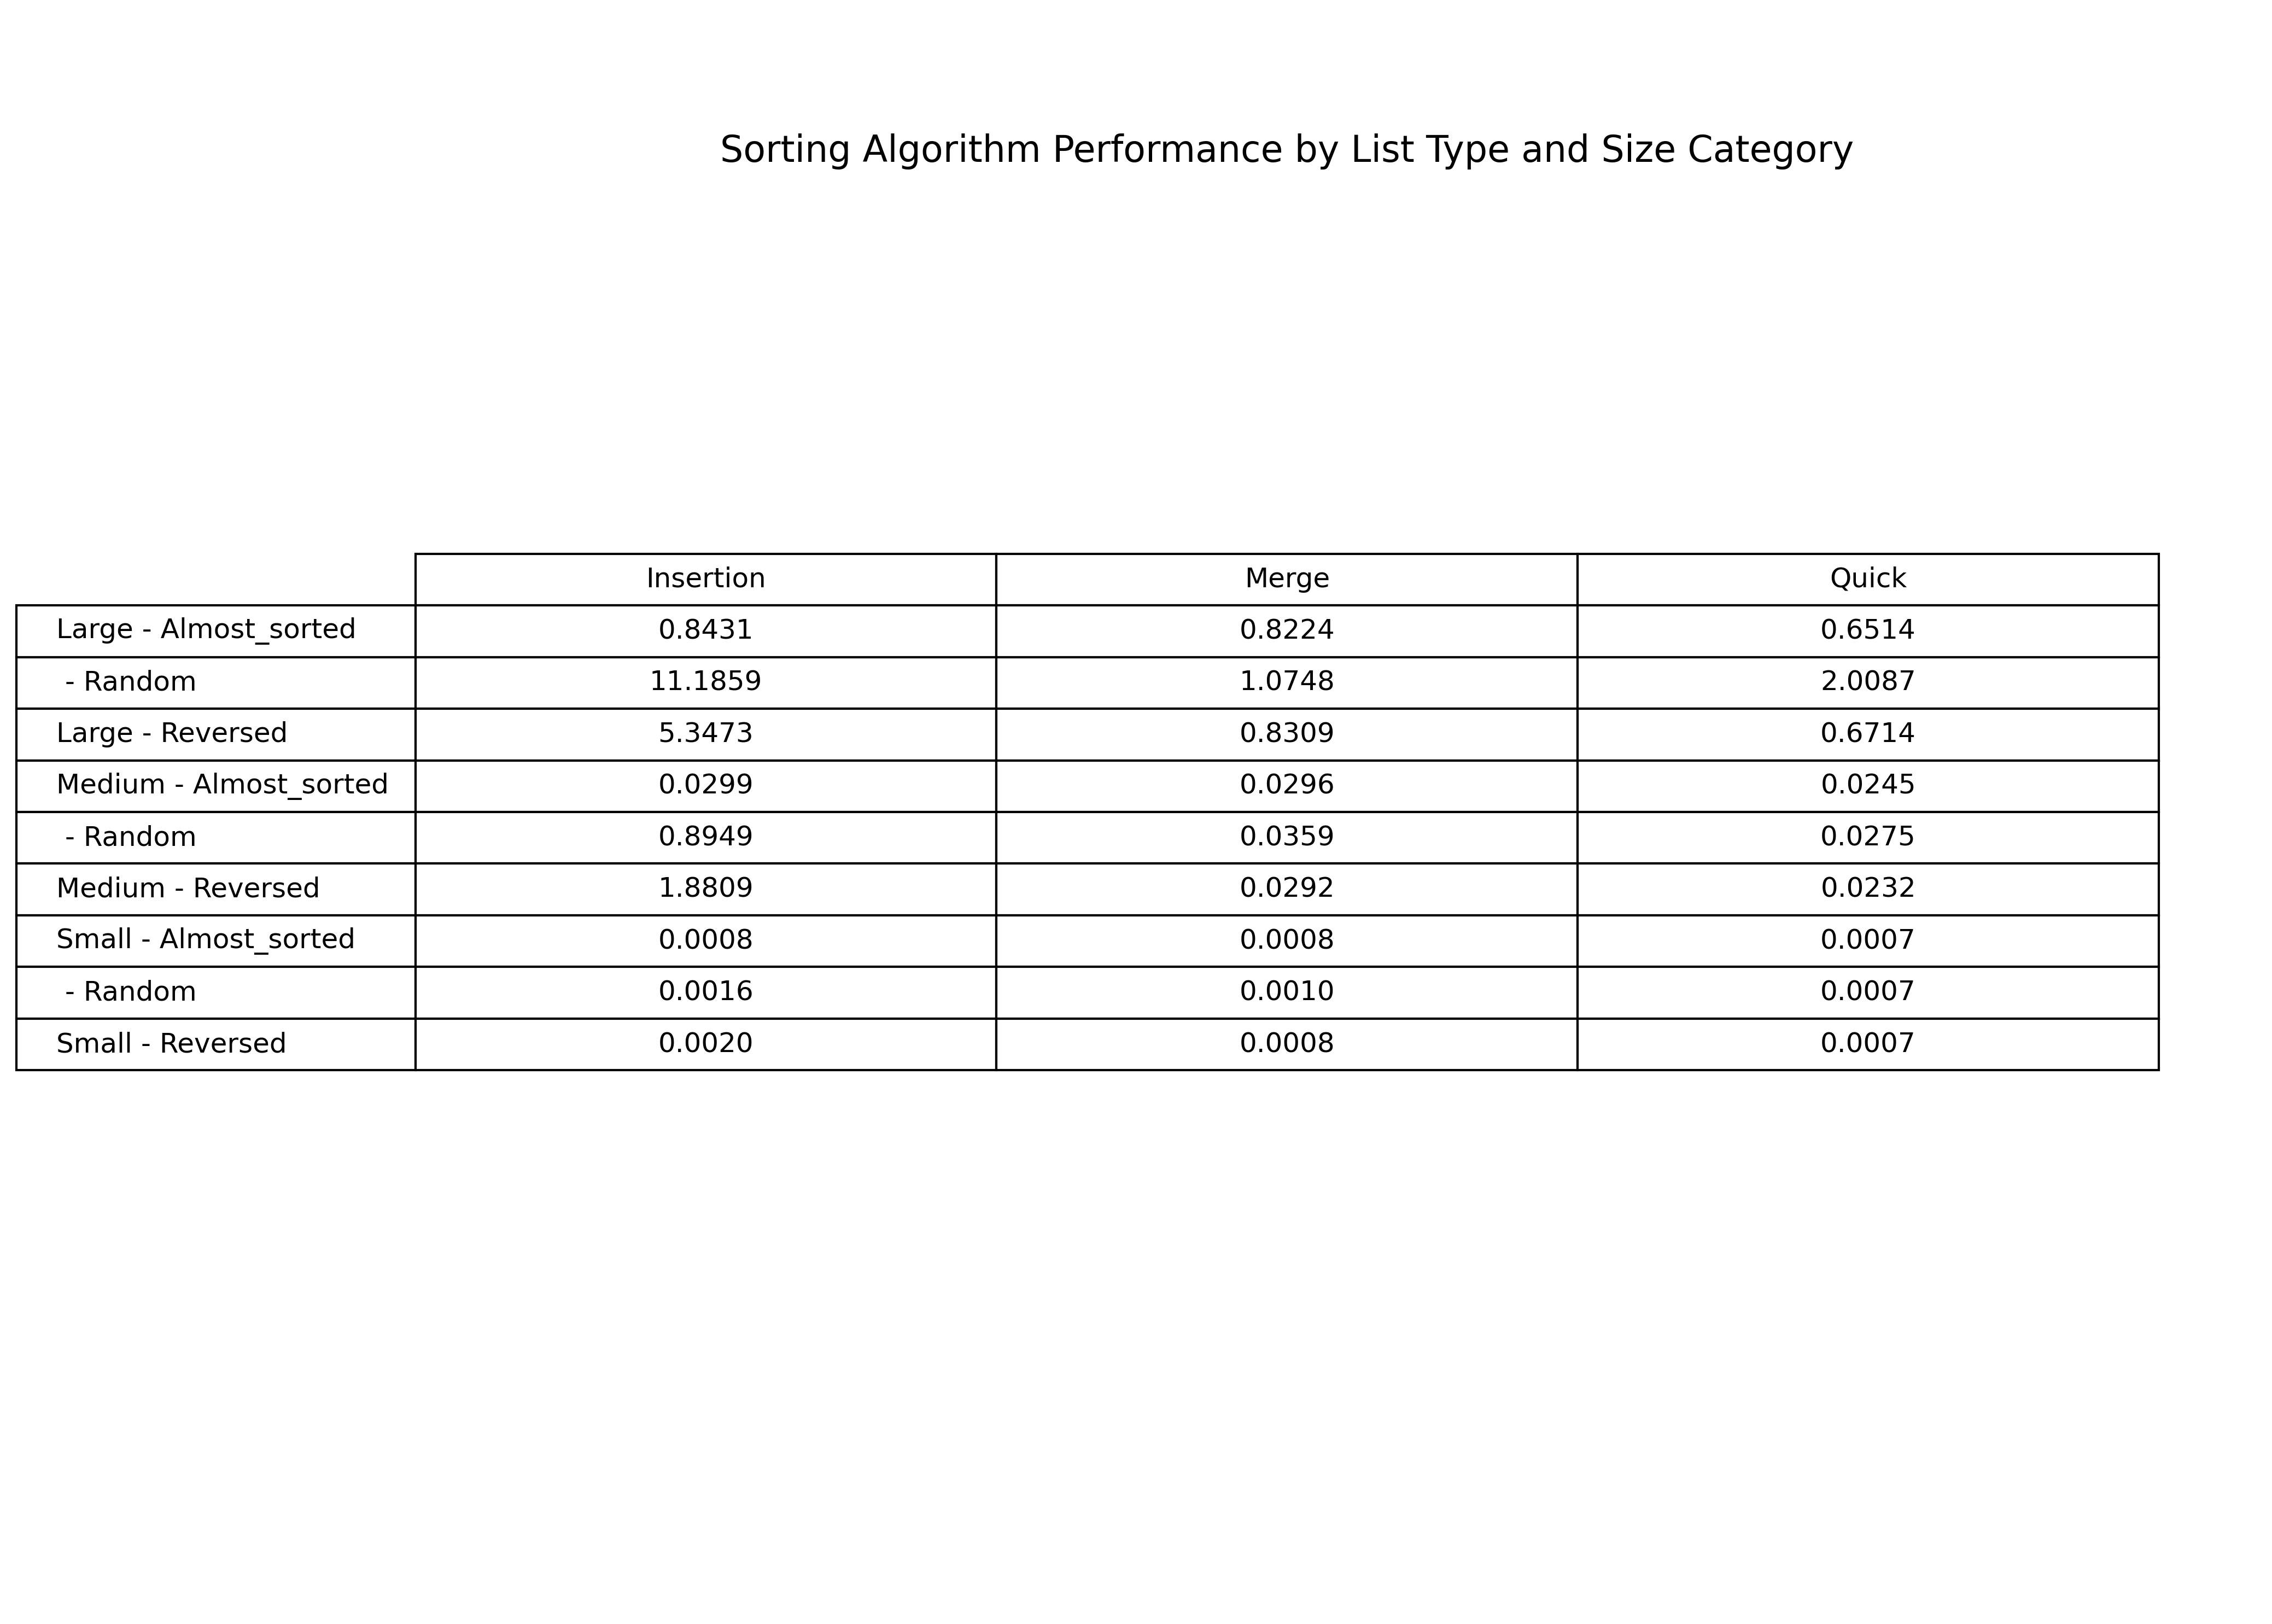 Sorting Algorithm Performance by List Type and Size Category
Insertion Merge Quick
Large - Almost_sorted 0.8431 0.8224 0.6514
- Random 11.1859 1.0748 2.0087
Large - Reversed 5.3473 0.8309 0.6714
Medium - Almost_sorted 0.0299 0.0296 0.0245
- Random 0.8949 0.0359 0.0275
Medium - Reversed 1.8809 0.0292 0.0232
Small - Almost_sorted 0.0008 0.0008 0.0007
- Random 0.0016 0.0010 0.0007
Small - Reversed 0.0020 0.0008 0.0007